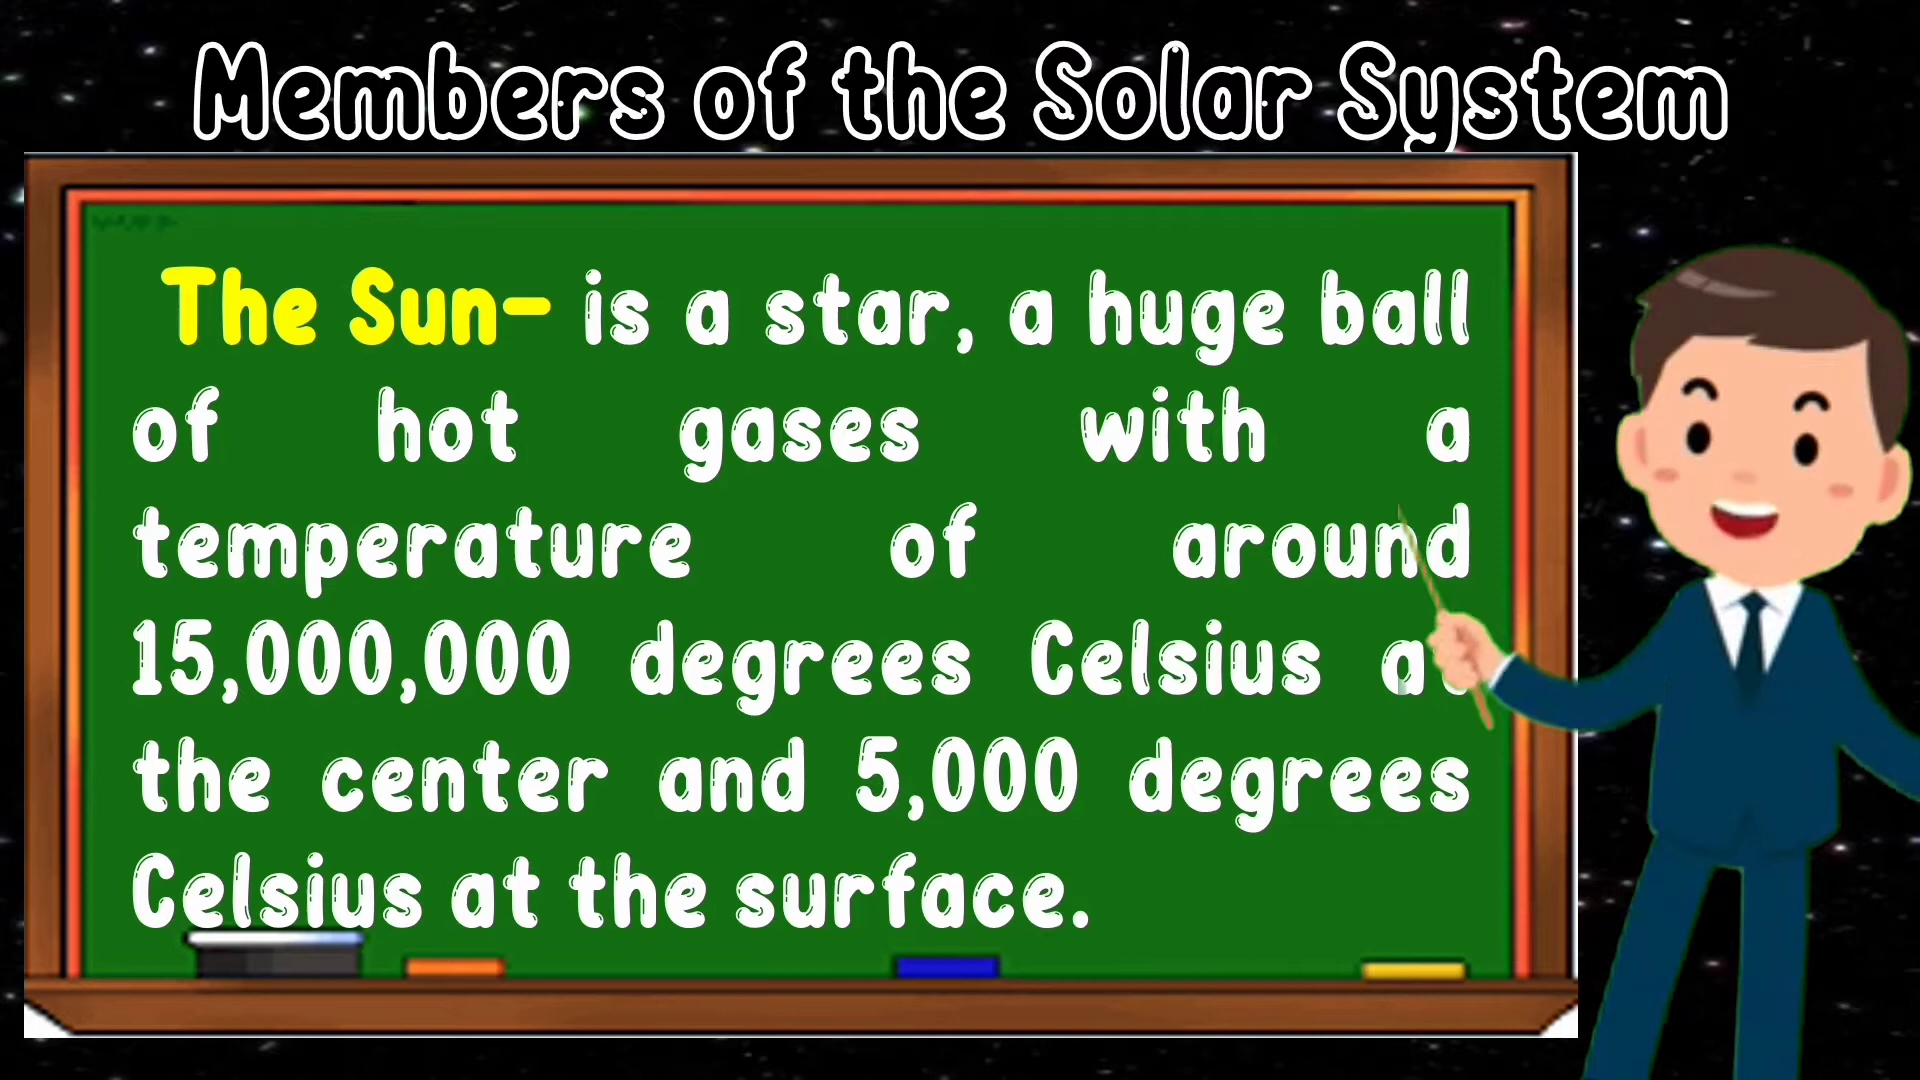 Members of the Solar System
The Sun- is a star, a huge ball
of hot gases with a
temperature of around
15,000,000 degrees Celsius at
the center and 5,000 degrees
Celsius at the surface.